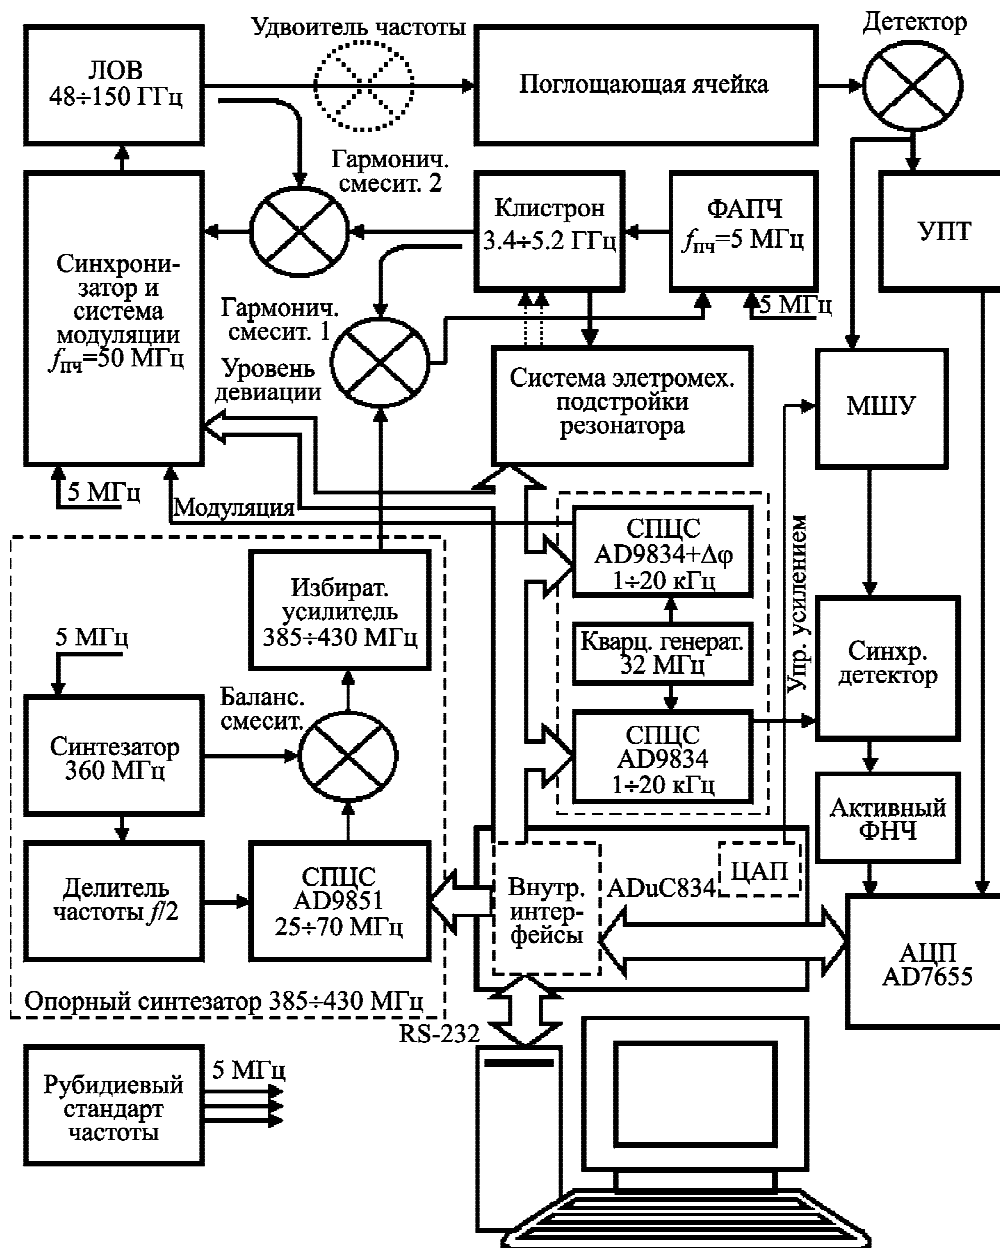 Удвоитель частоты
Детектор
ЛОВ
48÷150 ГГц
Поглощающая ячейка
Гармонич.
смесит. 2
Клистрон
3.4÷5.2 ГГц
ФАПЧ
fпч=5 МГц
УПТ
Синхрони-
затор и
система
модуляции
fпч=50 МГц
Гармонич.
смесит. 1
5 МГц
Уровень
девиации
Система элетромех.
подстройки
резонатора
МШУ
5 МГц
Модуляция
СПЦС
AD9834+Δφ
1÷20 кГц
Избират.
усилитель
385÷430 МГц
Кварц. генерат.
32 МГц
Упр. усилением
Синхр.
детектор
5 МГц
Баланс.
смесит.
Синтезатор
360 МГц
СПЦС
AD9834
1÷20 кГц
Активный
ФНЧ
Делитель
частоты f/2
СПЦС
AD9851
25÷70 МГц
Внутр.
интер-
фейсы
ADuC834
ЦАП
АЦП
AD7655
Опорный синтезатор 385÷430 МГц
RS-232
Рубидиевый
стандарт
частоты
5 МГц